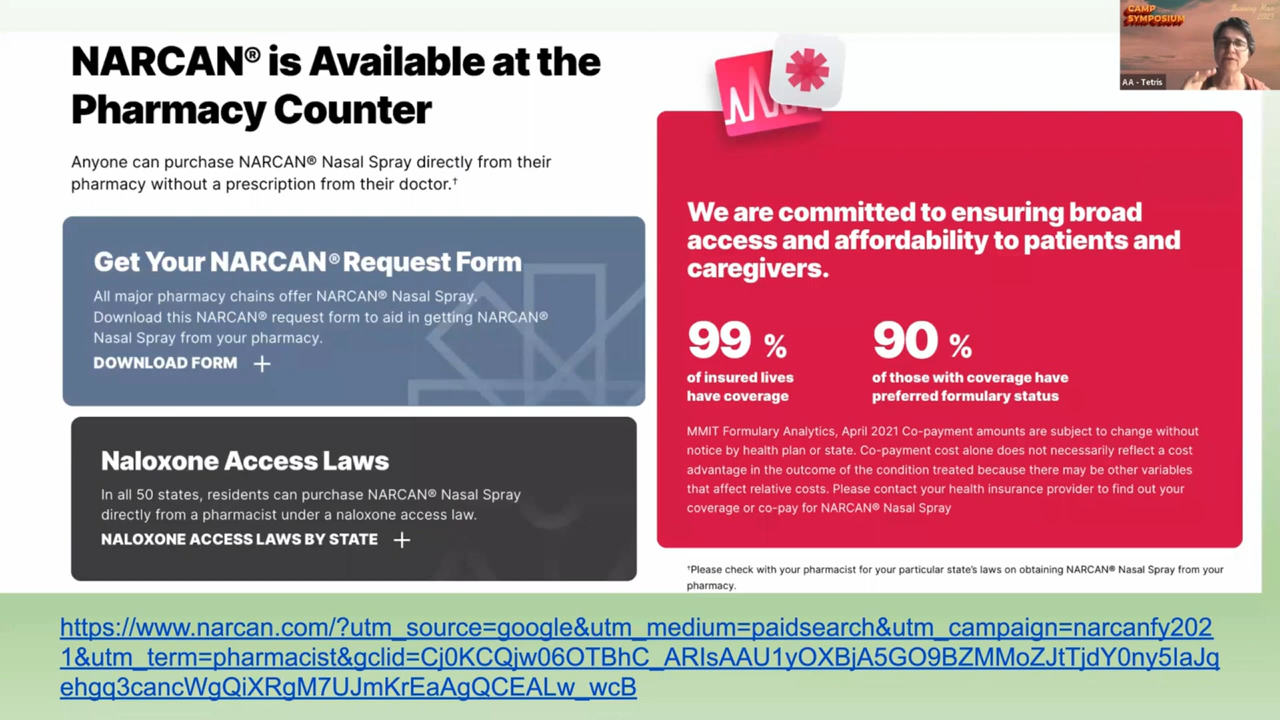 NARCAN® is Available at the
Pharmacy Counter
Anyone can purchase NARCAN® Nasal Spray directly from their
pharmacy without a prescription from their doctor.†
Get Your NARCAN® Request Form
All major pharmacy chains offer NARCAN® Nasal Spray.
Download this NARCAN® request form to aid in getting NARCAN®
Nasal Spray from your pharmacy.
DOWNLOAD FORM +
Naloxone Access Laws
In all 50 states, residents can purchase NARCAN® Nasal Spray
directly from a pharmacist under a naloxone access law.
NALOXONE ACCESS LAWS BY STATE +
We are committed to ensuring broad
access and affordability to patients and
caregivers.
99 %
of insured lives
have coverage
90 %
of those with coverage have
preferred formulary status
MMIT Formulary Analytics, April 2021 Co-payment amounts are subject to change without
notice by health plan or state. Co-payment cost alone does not necessarily reflect a cost
advantage in the outcome of the condition treated because there may be other variables
that affect relative costs. Please contact your health insurance provider to find out your
coverage or co-pay for NARCAN® Nasal Spray
†Please check with your pharmacist for your particular state's laws on obtaining NARCAN® Nasal Spray from your
pharmacy.
CAMP
SYMPOSIUM
Burning Man
2023
AA - Tetris
https://www.narcan.com/?utm_source=google&utm_medium=paidsearch&utm_campaign=narcanfy202
1&utm_term=pharmacist&gclid=Cj0KCQjw06OTBhC_ARIsAAU1yOXBjA5GO9BZMMoZJtTjdY0ny5IaJq
ehgq3cancWgQiXRgM7UJmKrEaAgQCEALw_wcB